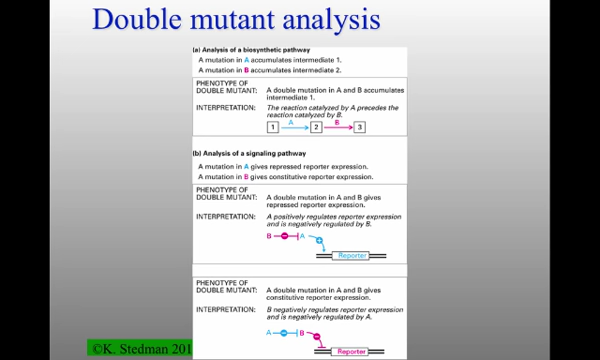 Double mutant analysis
(a) Analysis of a biosynthetic pathway
A mutation in A accumulates intermediate 1.
A mutation in B accumulates intermediate 2.
PHENOTYPE OF
DOUBLE MUTANT: A double mutation in A and B accumulates
intermediate 1.
INTERPRETATION: The reaction catalyzed by A precedes the
reaction catalyzed by B.
1 A 2 B 3
(b) Analysis of a signaling pathway
A mutation in A gives repressed reporter expression.
A mutation in B gives constitutive reporter expression.
PHENOTYPE OF
DOUBLE MUTANT: A double mutation in A and B gives
repressed reporter expression.
INTERPRETATION: A positively regulates reporter expression
and is negatively regulated by B.
B − A
+
Reporter
PHENOTYPE OF
DOUBLE MUTANT: A double mutation in A and B gives
constitutive reporter expression.
INTERPRETATION: B negatively regulates reporter expression
and is negatively regulated by A.
A − B
−
Reporter
©K. Stedman 201